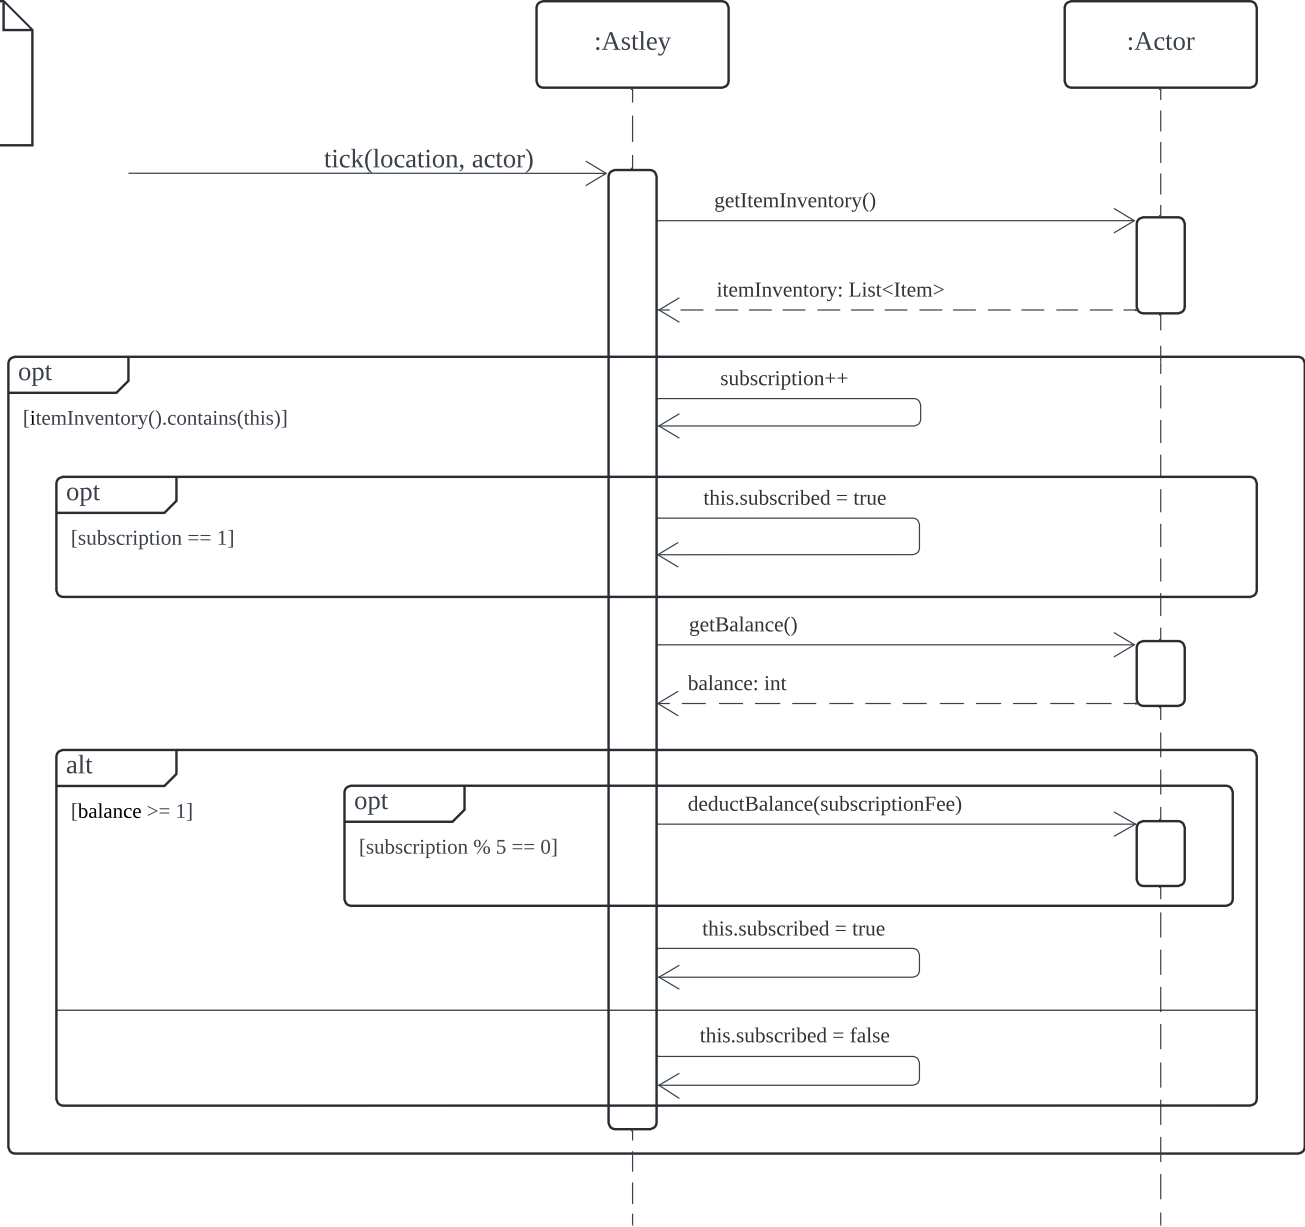 :Astley
:Actor
tick(location, actor)
getItemInventory()
itemInventory: List<Item>
opt
subscription++
[itemInventory().contains(this)]
opt
this.subscribed = true
[subscription == 1]
getBalance()
balance: int
alt
opt
deductBalance(subscriptionFee)
[balance >= 1]
[subscription % 5 == 0]
this.subscribed = true
this.subscribed = false